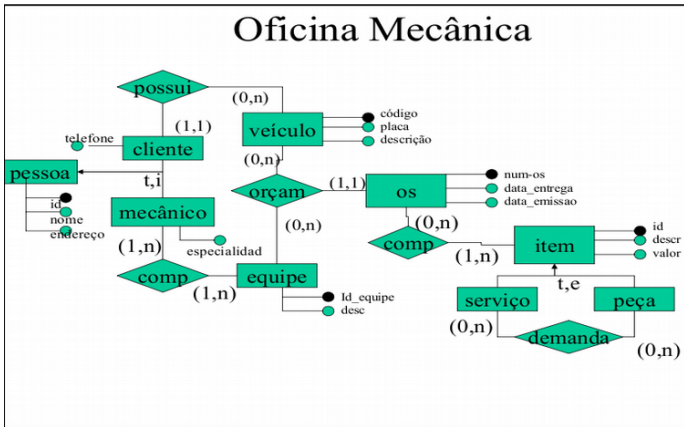 Oficina Mecânica
possui
(0,n)
código
placa
descrição
veículo
telefone
(1,1)
cliente
(0,n)
pessoa
t,i
id
nome
endereço
mecânico
orçam
(1,1)
os
num-os
data_entrega
data_emissao
(0,n)
(0,n)
(1,n)
especialidad
comp
(1,n)
item
id
descr
valor
comp
(1,n)
equipe
Id_equipe
desc
t,e
serviço
peça
(0,n)
demanda
(0,n)